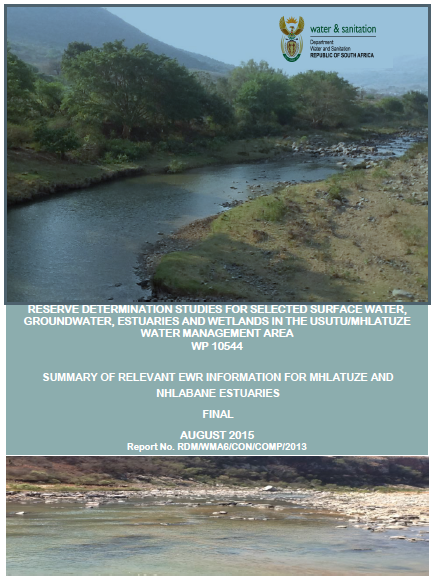 water & sanitation
Department:
Water and Sanitation
REPUBLIC OF SOUTH AFRICA
RESERVE DETERMINATION STUDIES FOR SELECTED SURFACE WATER,
GROUNDWATER, ESTUARIES AND WETLANDS IN THE USUTU/MHLATUZE
WATER MANAGEMENT AREA
WP 10544
SUMMARY OF RELEVANT EWR INFORMATION FOR MHLATUZE AND
NHLABANE ESTUARIES
FINAL
AUGUST 2015
Report No. RDM/WMA6/CON/COMP/2013